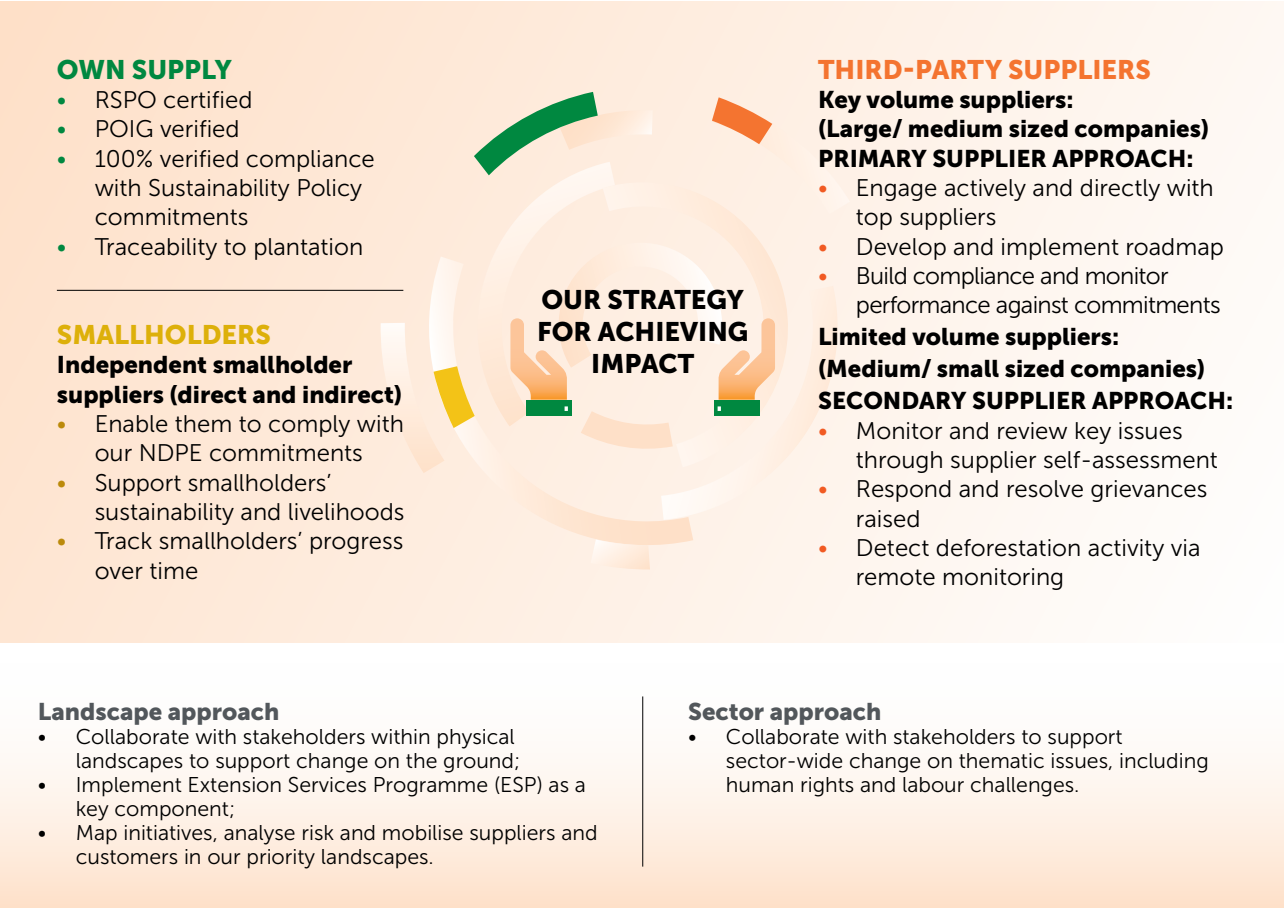 OWN SUPPLY
• RSPO certified
• POIG verified
• 100% verified compliance
with Sustainability Policy
commitments
• Traceability to plantation
SMALLHOLDERS
Independent smallholder
suppliers (direct and indirect)
• Enable them to comply with
our NDPE commitments
• Support smallholders’
sustainability and livelihoods
• Track smallholders’ progress
over time
OUR STRATEGY
FOR ACHIEVING
IMPACT
THIRD-PARTY SUPPLIERS
Key volume suppliers:
(Large/ medium sized companies)
PRIMARY SUPPLIER APPROACH:
• Engage actively and directly with
top suppliers
• Develop and implement roadmap
• Build compliance and monitor
performance against commitments
Limited volume suppliers:
(Medium/ small sized companies)
SECONDARY SUPPLIER APPROACH:
• Monitor and review key issues
through supplier self-assessment
• Respond and resolve grievances
raised
• Detect deforestation activity via
remote monitoring
Landscape approach
• Collaborate with stakeholders within physical
landscapes to support change on the ground;
• Implement Extension Services Programme (ESP) as a
key component;
• Map initiatives, analyse risk and mobilise suppliers and
customers in our priority landscapes.
Sector approach
• Collaborate with stakeholders to support
sector-wide change on thematic issues, including
human rights and labour challenges.